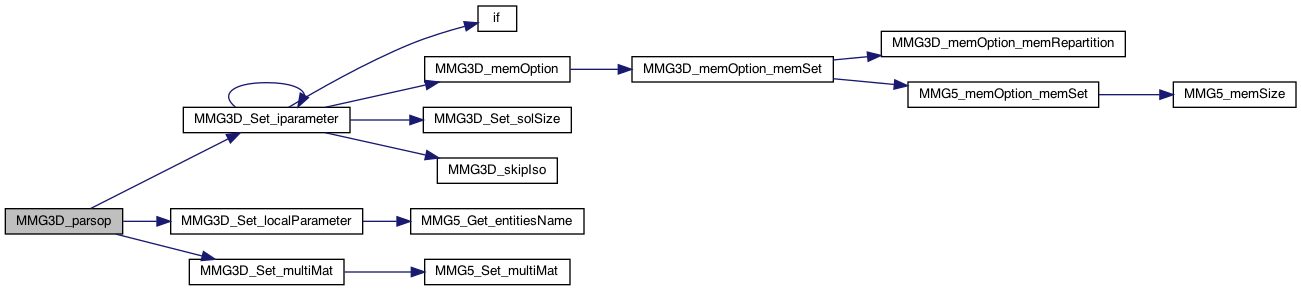 if
MMG3D_memOption_memRepartition
MMG3D_memOption
MMG3D_memOption_memSet
MMG5_memOption_memSet
MMG5_memSize
MMG3D_Set_iparameter
MMG3D_Set_solSize
MMG3D_skipIso
MMG3D_parsop
MMG3D_Set_localParameter
MMG5_Get_entitiesName
MMG3D_Set_multiMat
MMG5_Set_multiMat